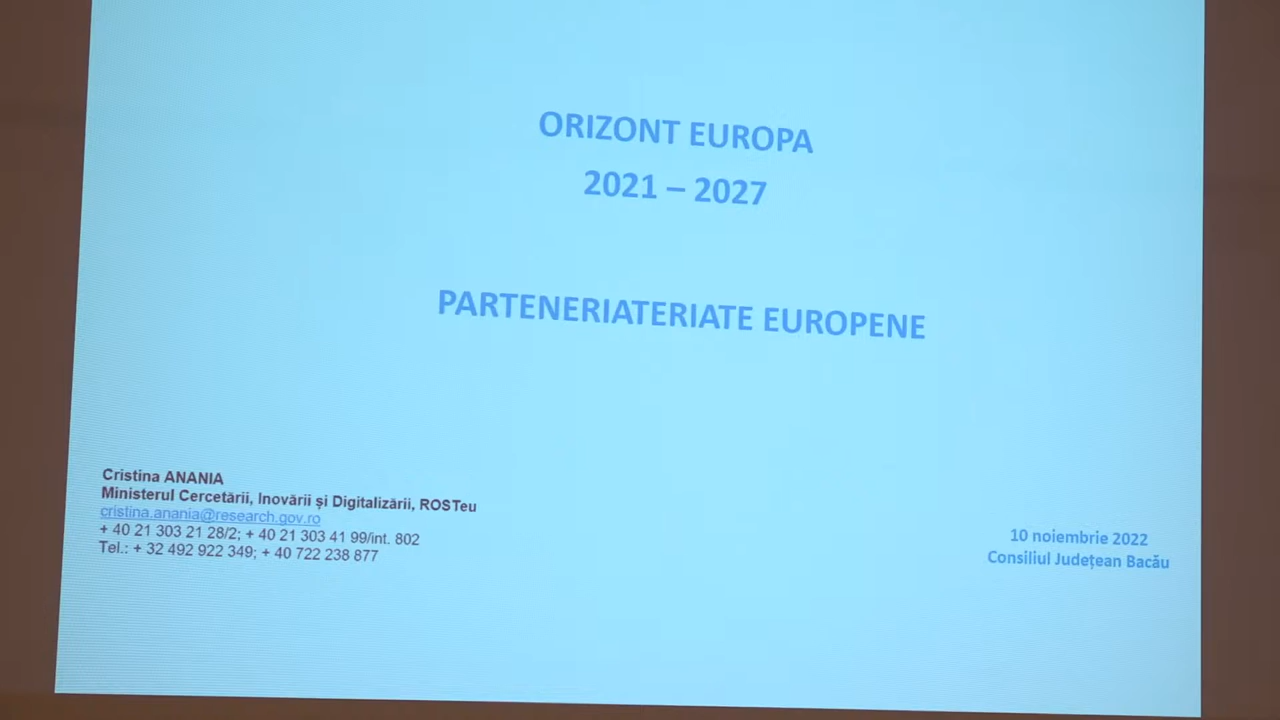 ORIZONT EUROPA
2021 – 2027
PARTENERIATERIATE EUROPENE
Cristina ANANIA
Ministerul Cercetării, Inovării și Digitalizării, ROSTeu
cristina.anania@research.gov.ro
+ 40 21 303 21 28/2; + 40 21 303 41 99/int. 802
Tel.: + 32 492 922 349; + 40 722 238 877
10 noiembrie 2022
Consiliul Județean Bacău